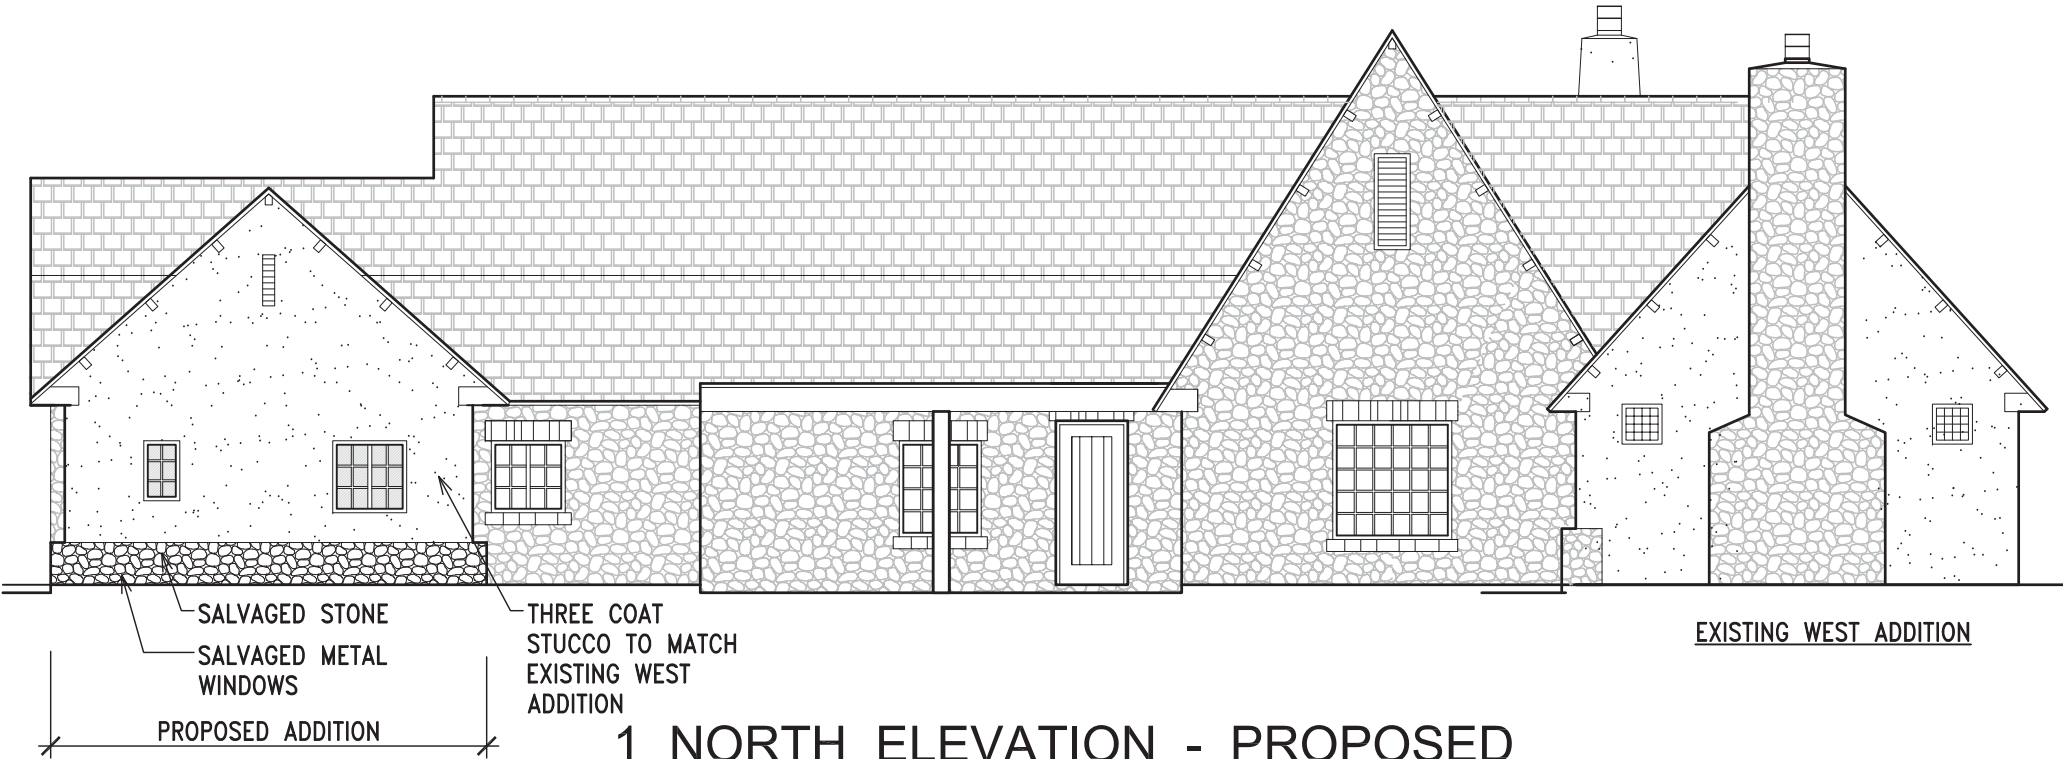 SALVAGED STONE
SALVAGED METAL
WINDOWS
PROPOSED ADDITION
THREE COAT
STUCCO TO MATCH
EXISTING WEST
ADDITION
EXISTING WEST ADDITION
1 NORTH ELEVATION - PROPOSED